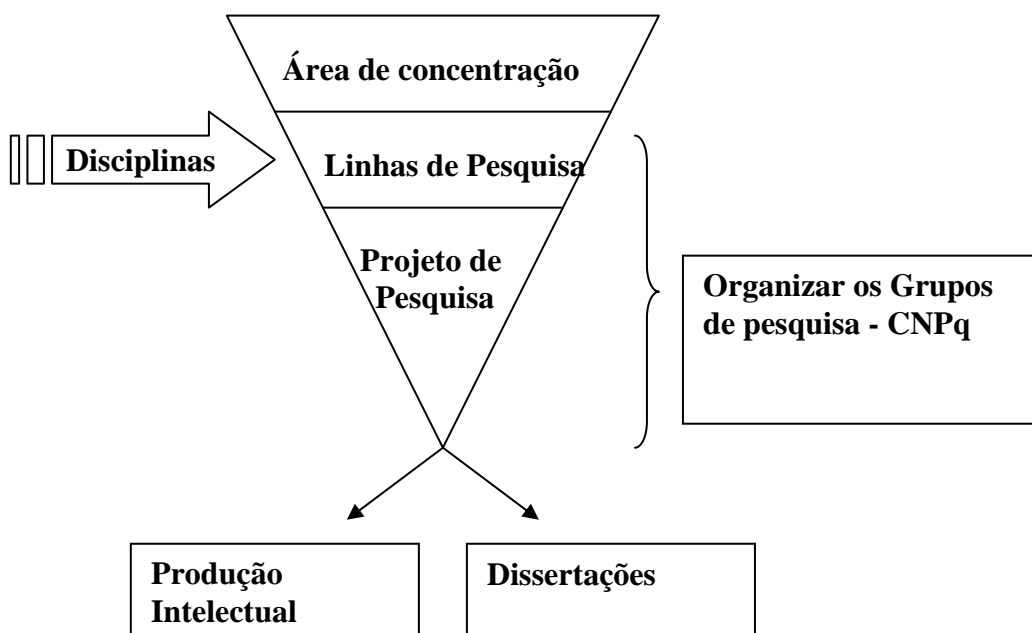 Área de concentração
Disciplinas
Linhas de Pesquisa
Projeto de
Pesquisa
Organizar os Grupos
de pesquisa - CNPq
Produção
Intelectual
Dissertações